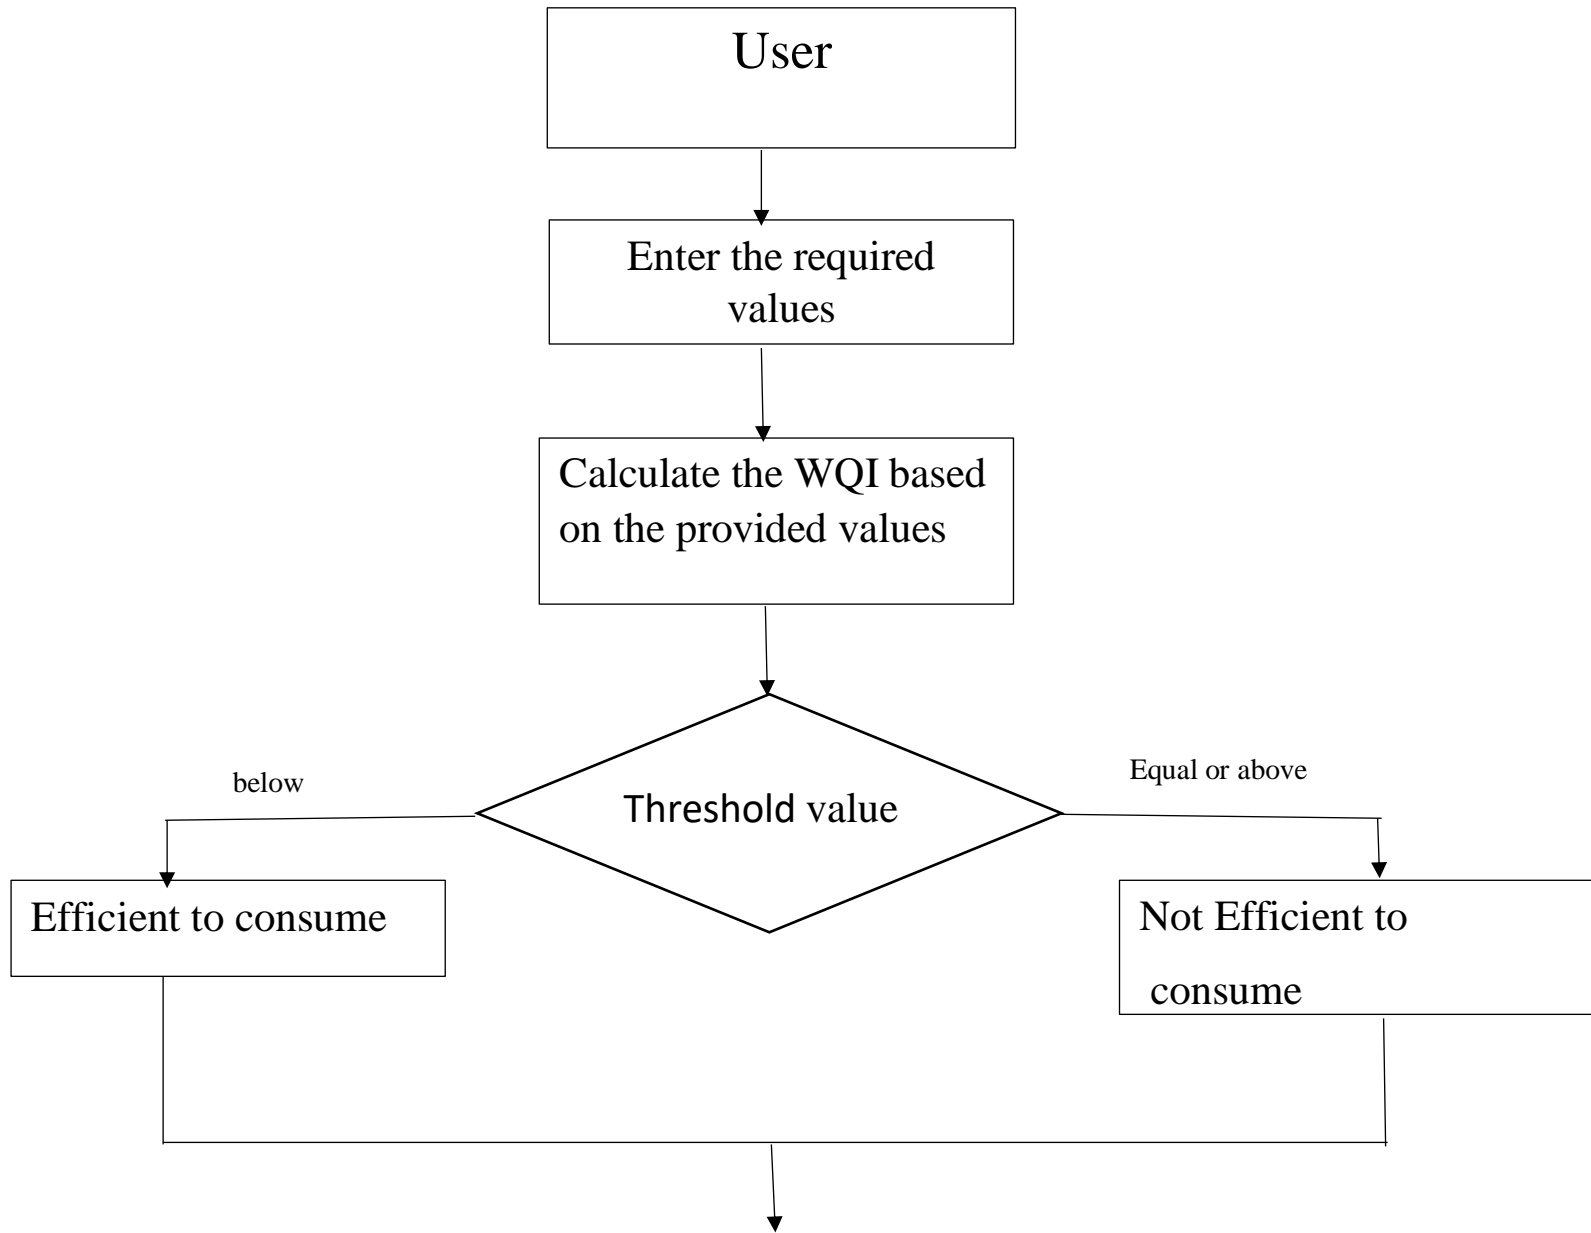 User
Enter the required
values
Calculate the WQI based
on the provided values
below
Equal or above
Threshold value
Efficient to consume
Not Efficient to
consume